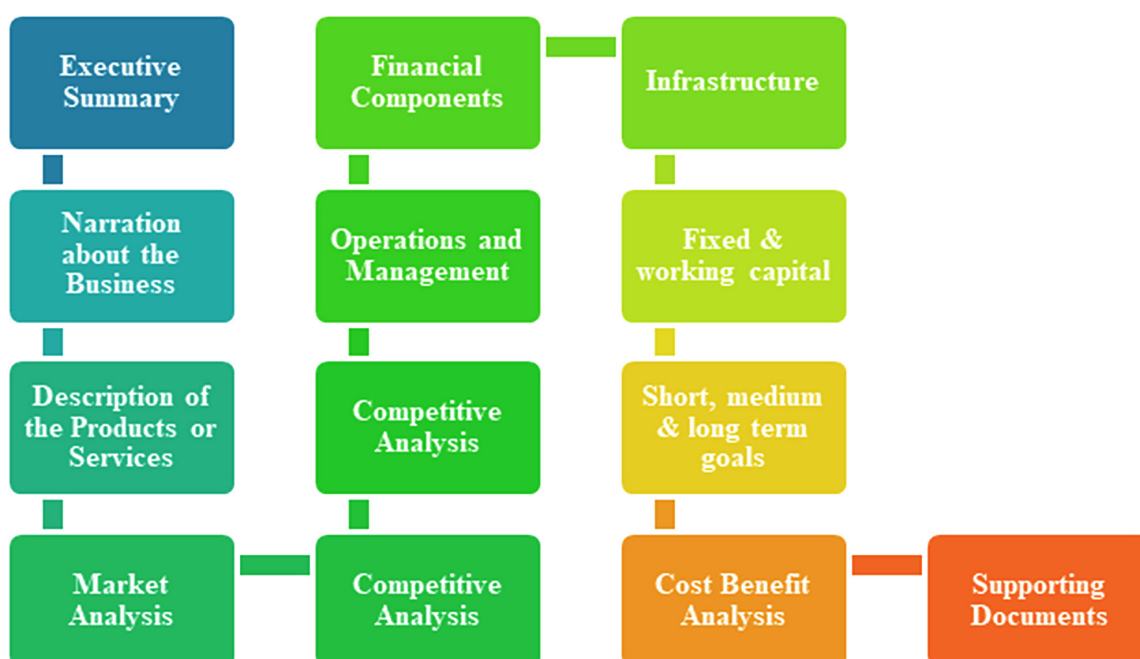 Executive
Summary
Narration
about the
Business
Description of
the Products or
Services
Market
Analysis
Competitive
Analysis
Competitive
Analysis
Operations and
Management
Financial
Components
Infrastructure
Fixed &
working capital
Short, medium
& long term
goals
Cost Benefit
Analysis
Supporting
Documents